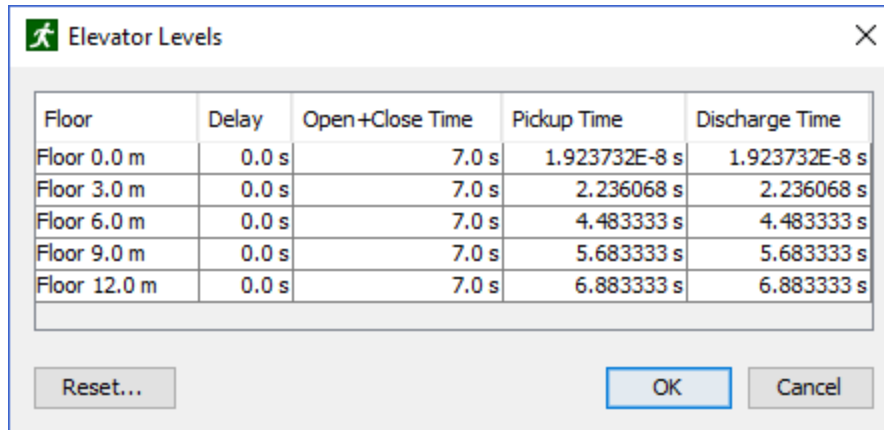 Elevator Levels
Floor Delay Open+Close Time Pickup Time Discharge Time
Floor 0.0 m 0.0 s 7.0 s 1.923732E-8 s 1.923732E-8 s
Floor 3.0 m 0.0 s 7.0 s 2.236068 s 2.236068 s
Floor 6.0 m 0.0 s 7.0 s 4.483333 s 4.483333 s
Floor 9.0 m 0.0 s 7.0 s 5.683333 s 5.683333 s
Floor 12.0 m 0.0 s 7.0 s 6.883333 s 6.883333 s
Reset... OK Cancel